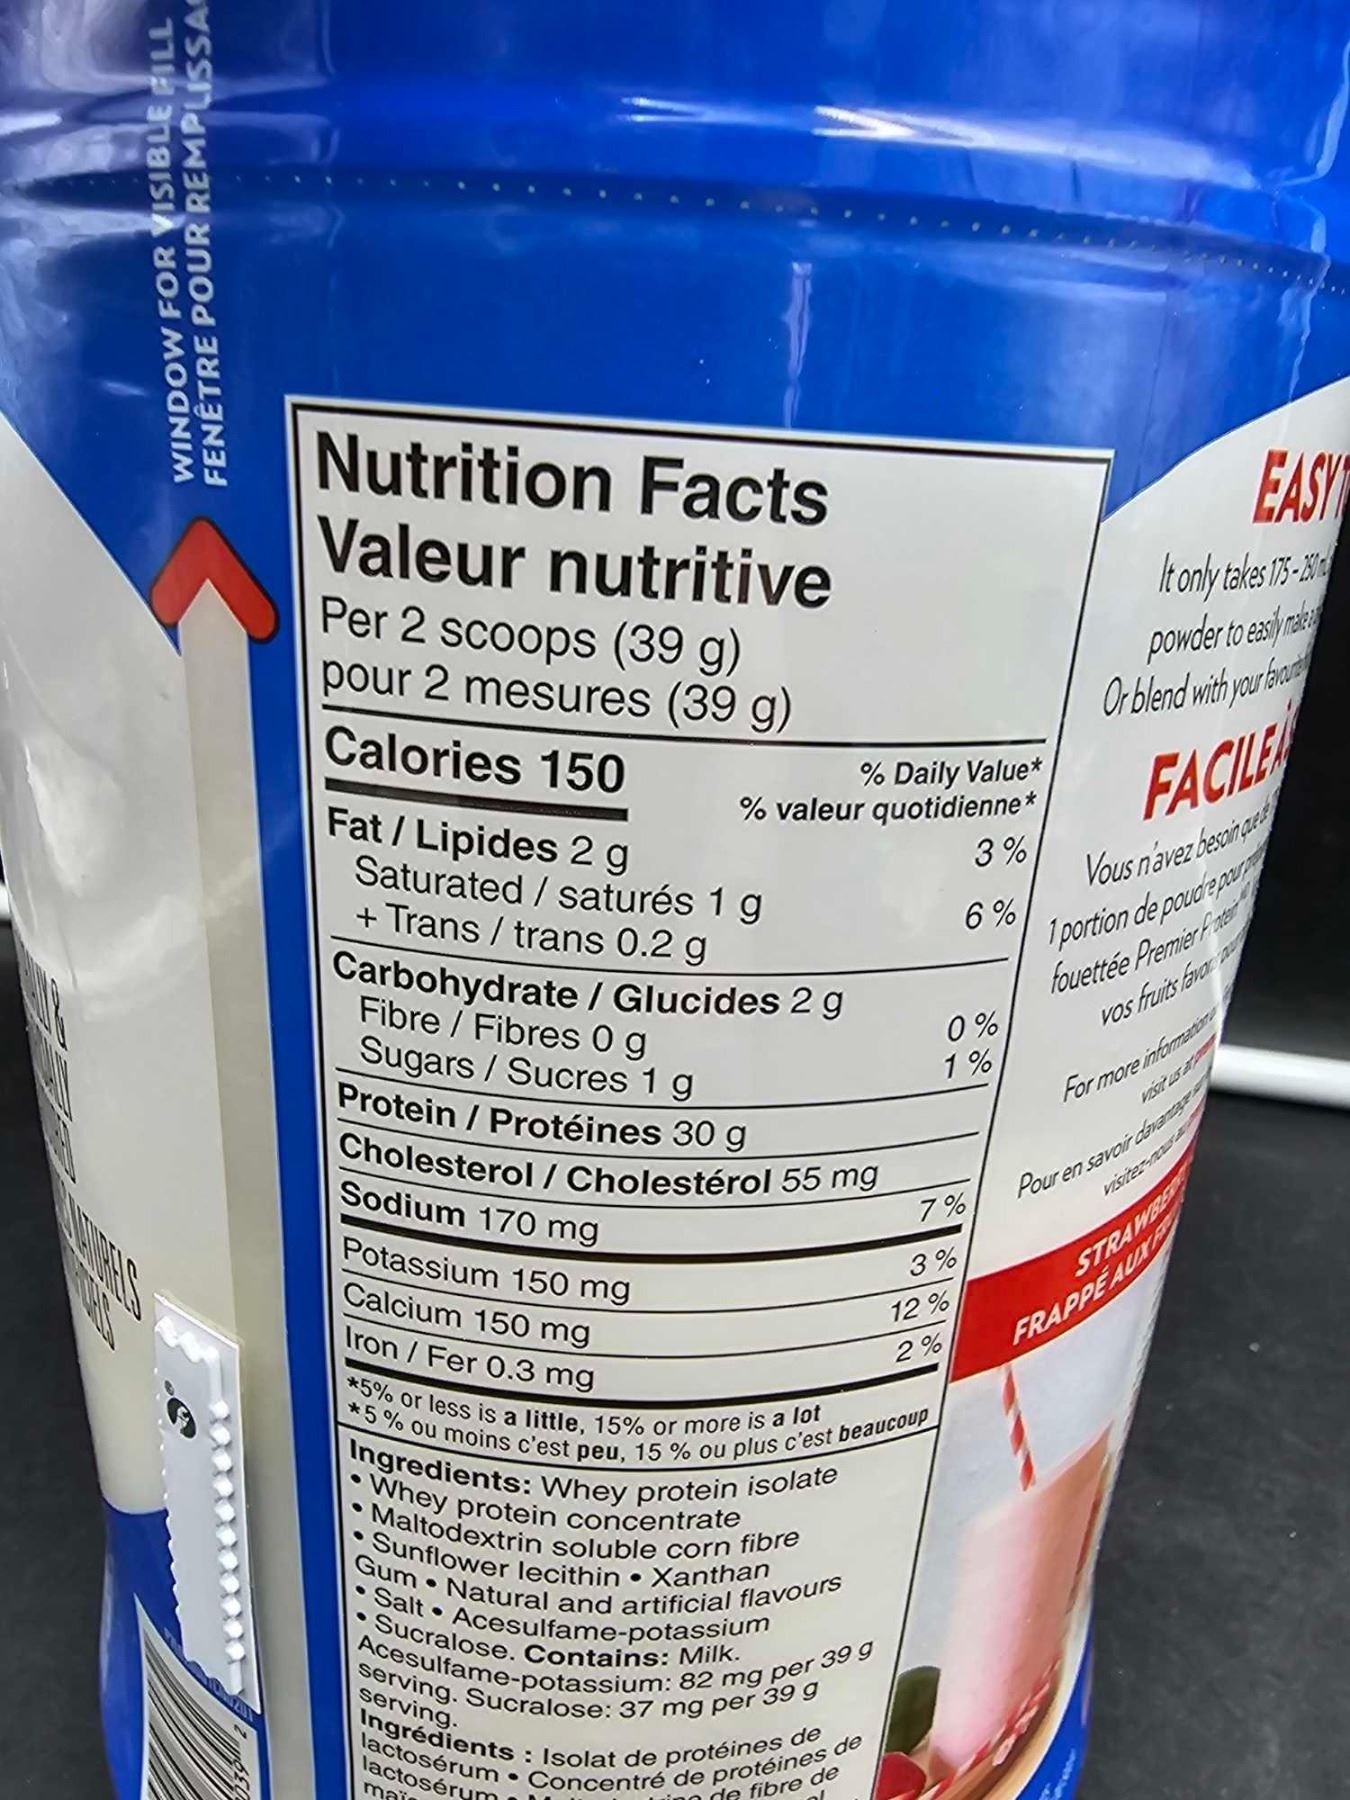 WINDOW FOR VISIBLE FILL
FENÊTRE POUR REMPLISSA
Nutrition Facts
Valeur nutritive
Per 2 scoops (39 g)
pour 2 mesures (39 g)
Calories 150
% Daily Value*
% valeur quotidienne*
Fat / Lipides 2 g 3 %
Saturated / saturés 1 g
+ Trans / trans 0.2 g 6 %
Carbohydrate / Glucides 2 g
Fibre / Fibres 0 g 0 %
Sugars / Sucres 1 g 1 %
Protein / Protéines 30 g
Cholesterol / Cholestérol 55 mg
Sodium 170 mg 7 %
Potassium 150 mg 3 %
Calcium 150 mg 12 %
Iron / Fer 0.3 mg 2 %
*5% or less is a little, 15% or more is a lot
*5 % ou moins c'est peu, 15 % ou plus c'est beaucoup
Ingredients: Whey protein isolate
• Whey protein concentrate
• Maltodextrin soluble corn fibre
• Sunflower lecithin • Xanthan
Gum • Natural and artificial flavours
• Salt • Acesulfame-potassium
• Sucralose. Contains: Milk.
Acesulfame-potassium: 82 mg per 39 g
serving. Sucralose: 37 mg per 39 g
serving.
Ingrédients : Isolat de protéines de
lactosérum • Concentré de protéines de
lactosérum • de fibre de
EASY
It only takes 175 - 250
powder to easily make
Or blend with your
FACILE
Vous n'avez besoin que de
1 portion de poudre pour
fouettée Premier Protein
vos fruits
For more information
visit us at
Pour en savoir davantage
visitez-nous
STRAWBER
FRAPPÉ AUX
NATURELS